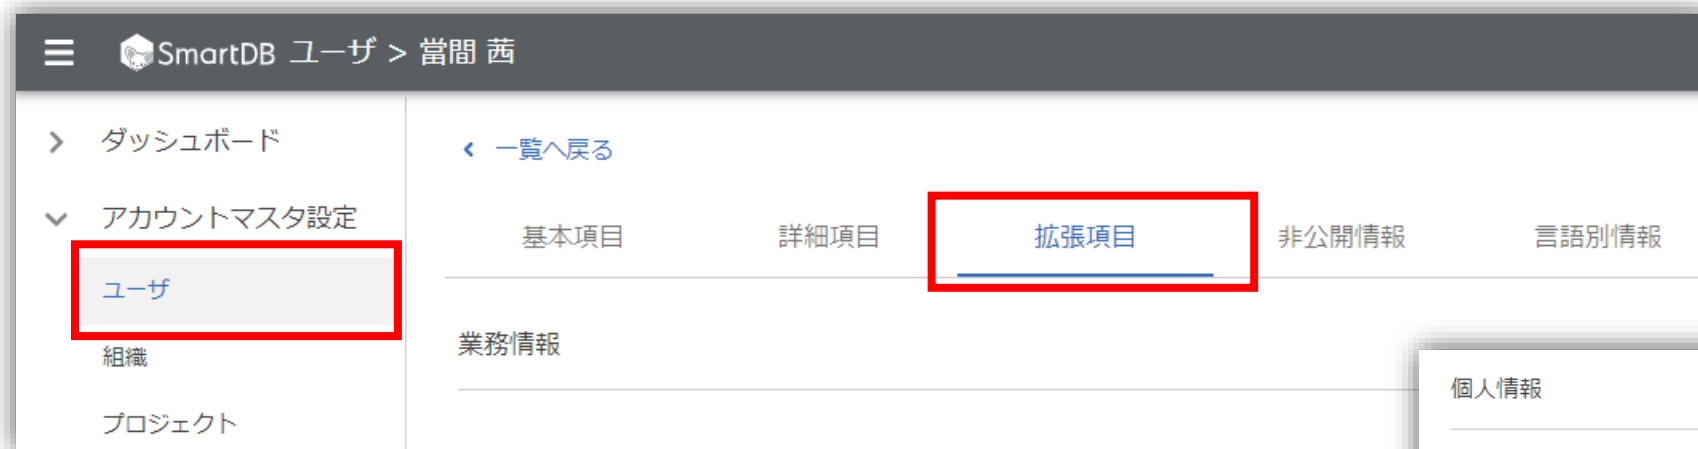 SmartDB ユーザ > 當間 茜
ダッシュボード
アカウントマスタ設定
ユーザ
組織
プロジェクト
一覧へ戻る
基本項目 詳細項目 拡張項目 非公開情報 言語別情報
業務情報
個人情報